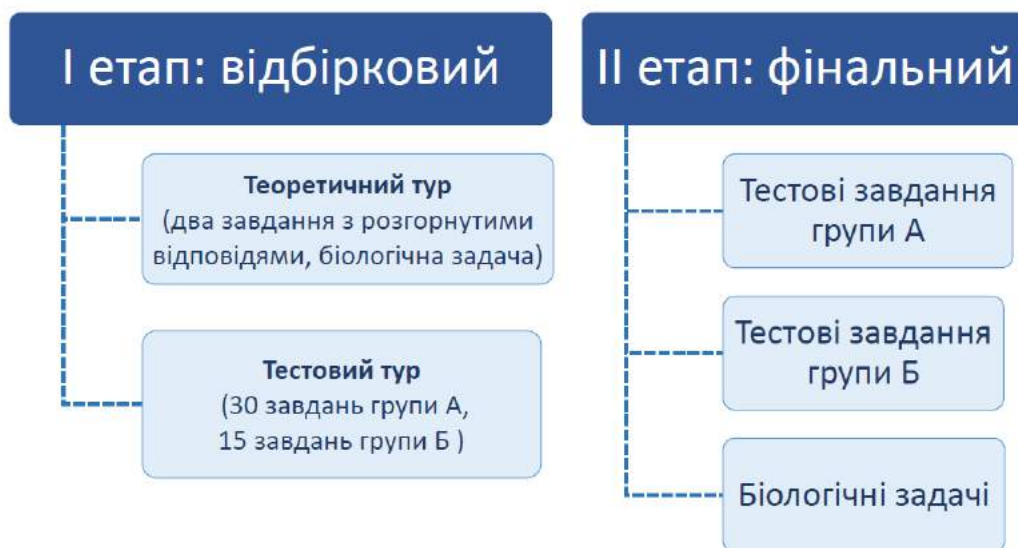 І етап: відбірковий
Теоретичний тур
(два завдання з розгорнутими
відповідями, біологічна задача)
Тестовий тур
(30 завдань групи А,
15 завдань групи Б )
ІІ етап: фінальний
Тестові завдання
групи А
Тестові завдання
групи Б
Біологічні задачі